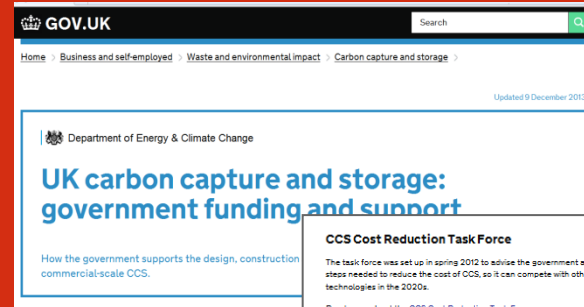 GOV.UK
Search
Home > Business and self-employed > Waste and environmental impact > Carbon capture and storage >
Updated 9 December 2013
Department of Energy & Climate Change
UK carbon capture and storage:
government funding and support
How the government supports the design, construction
commercial-scale CCS.
CCS Cost Reduction Task Force
The task force was set up in spring 2012 to advise the government a
steps needed to reduce the cost of CCS, so it can compete with oth
technologies in the 2020s.